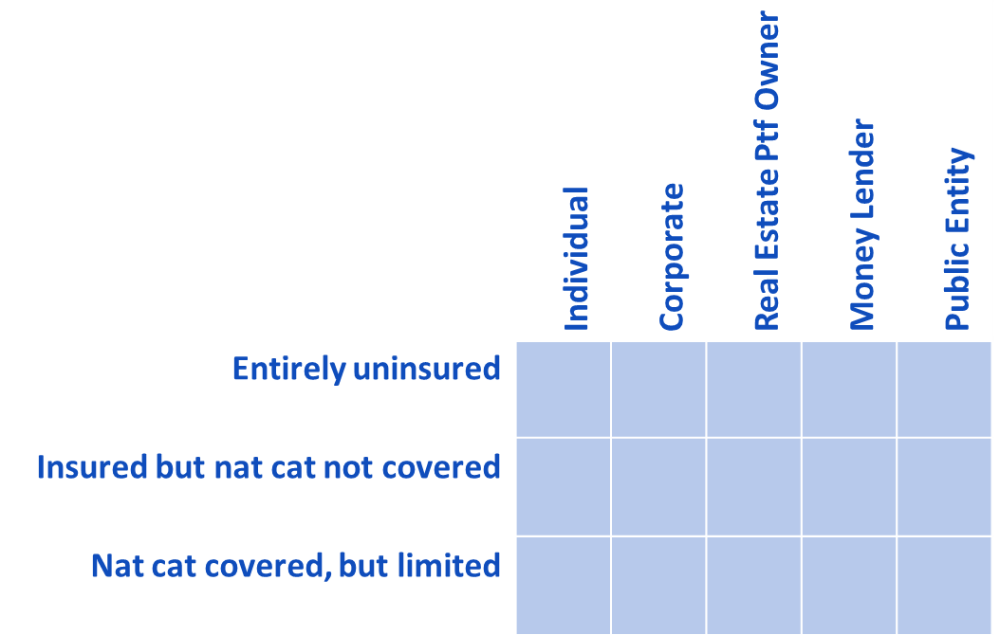 Individual
Corporate
Real Estate Ptf Owner
Money Lender
Public Entity
Entirely uninsured
Insured but nat cat not covered
Nat cat covered, but limited